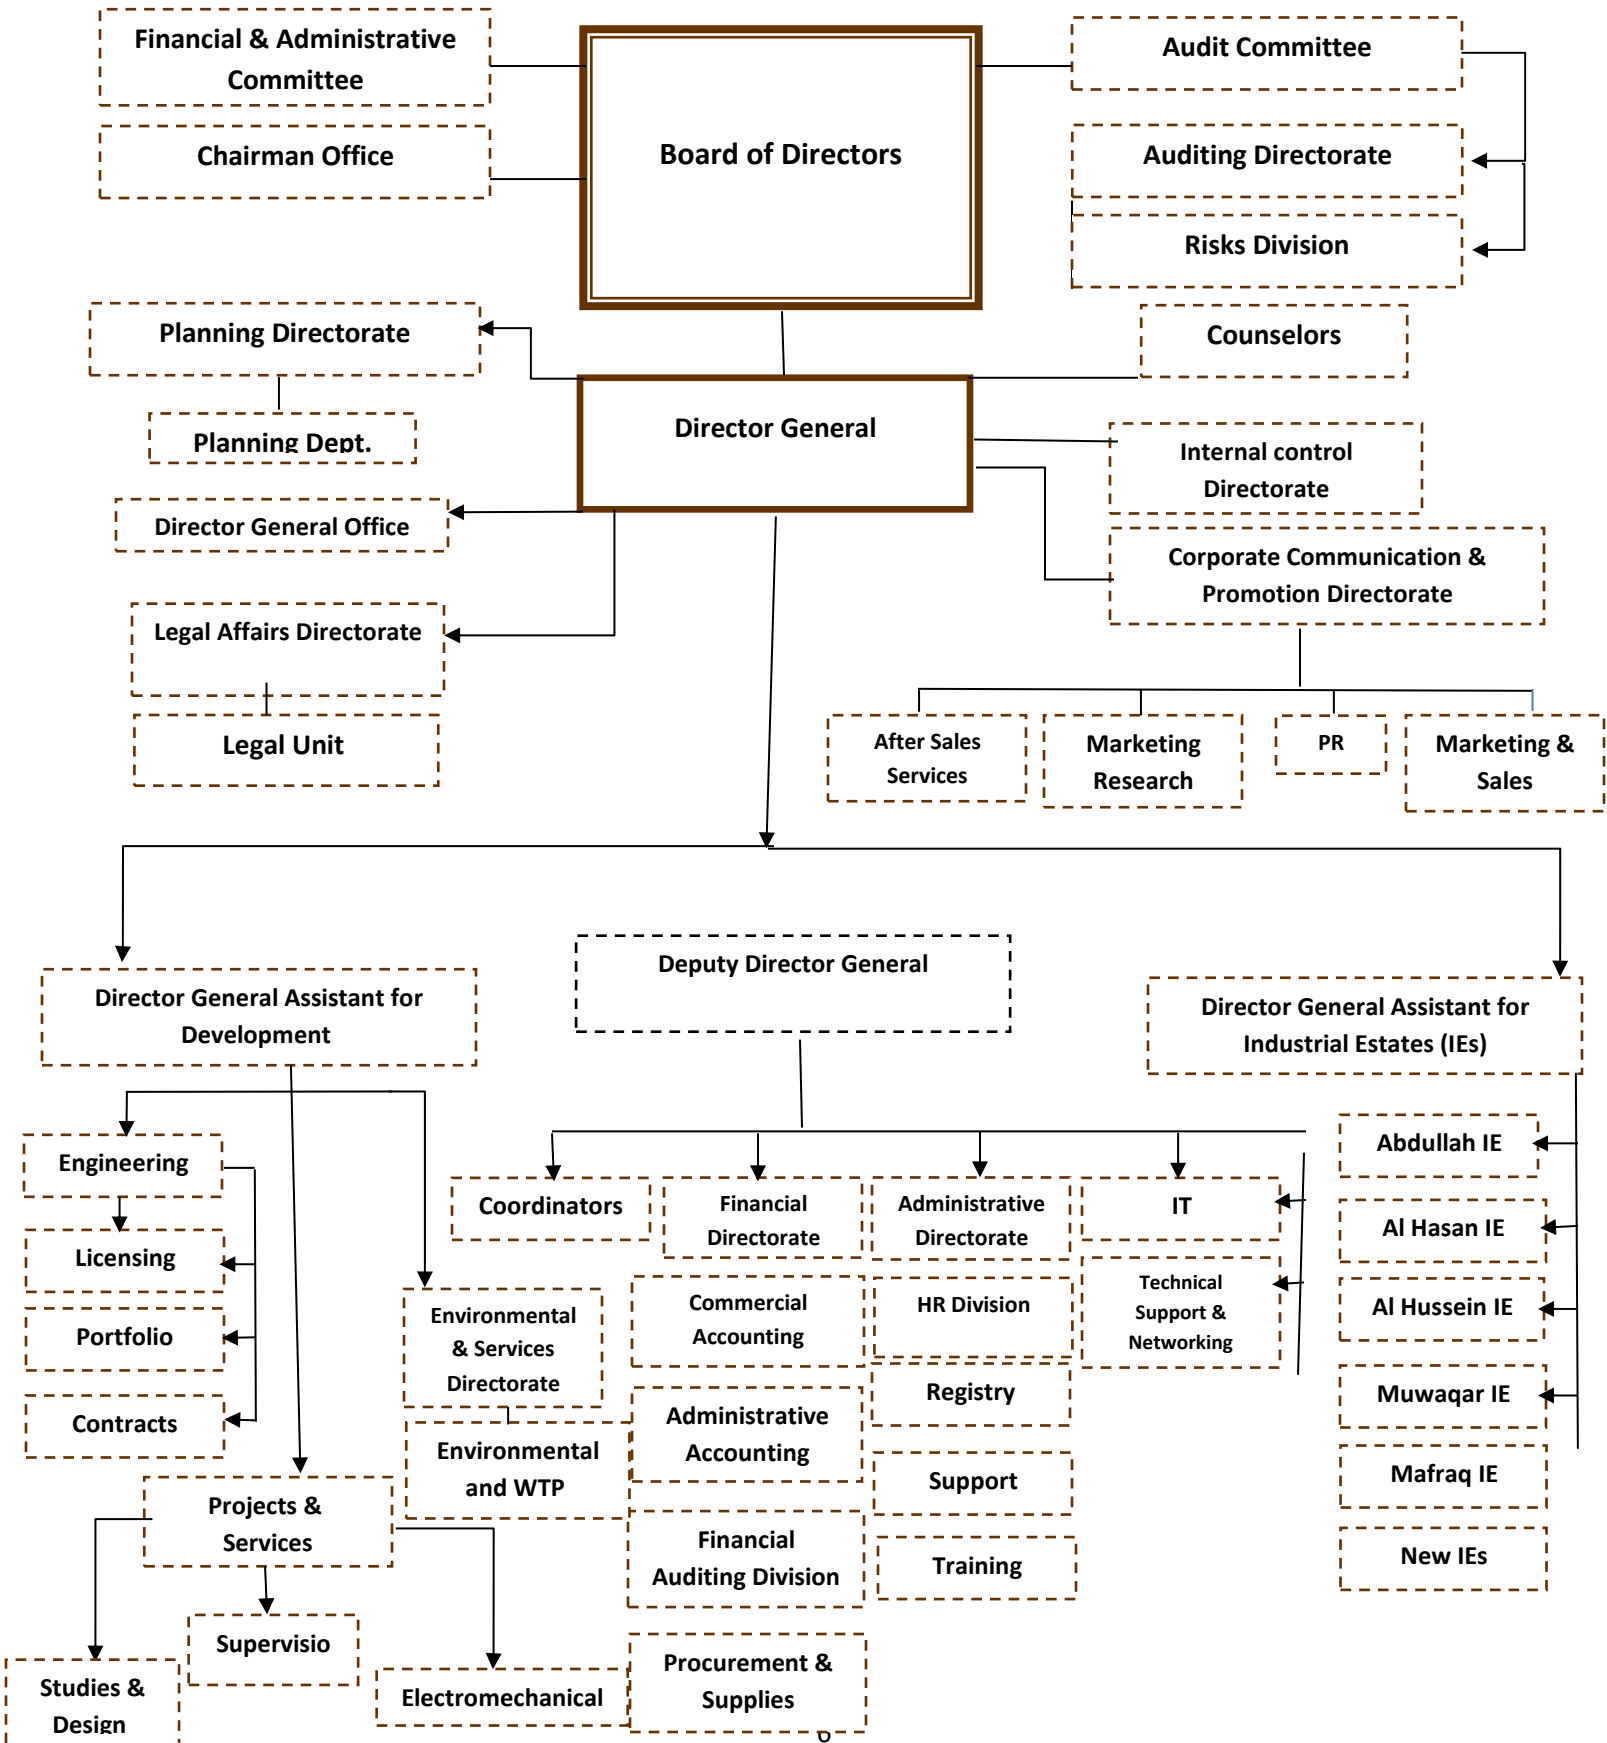 Financial & Administrative
Committee
Audit Committee
Chairman Office
Board of Directors
Auditing Directorate
Risks Division
Planning Directorate
Counselors
Director General
Planning Dept.
Internal control
Directorate
Director General Office
Corporate Communication &
Promotion Directorate
Legal Affairs Directorate
Legal Unit
After Sales
Services
Marketing
Research
PR
Marketing &
Sales
Director General Assistant for
Development
Deputy Director General
Director General Assistant for
Industrial Estates (IEs)
Engineering
Licensing
Portfolio
Contracts
Environmental
& Services
Directorate
Environmental
and WTP
Projects &
Services
Supervisio
Studies &
Design
Electromechanical
Coordinators
Financial
Directorate
Commercial
Accounting
Administrative
Accounting
Financial
Auditing Division
Procurement &
Supplies
Administrative
Directorate
HR Division
Registry
Support
Training
IT
Technical
Support &
Networking
Abdullah IE
Al Hasan IE
Al Hussein IE
Muwaqar IE
Mafraq IE
New IEs